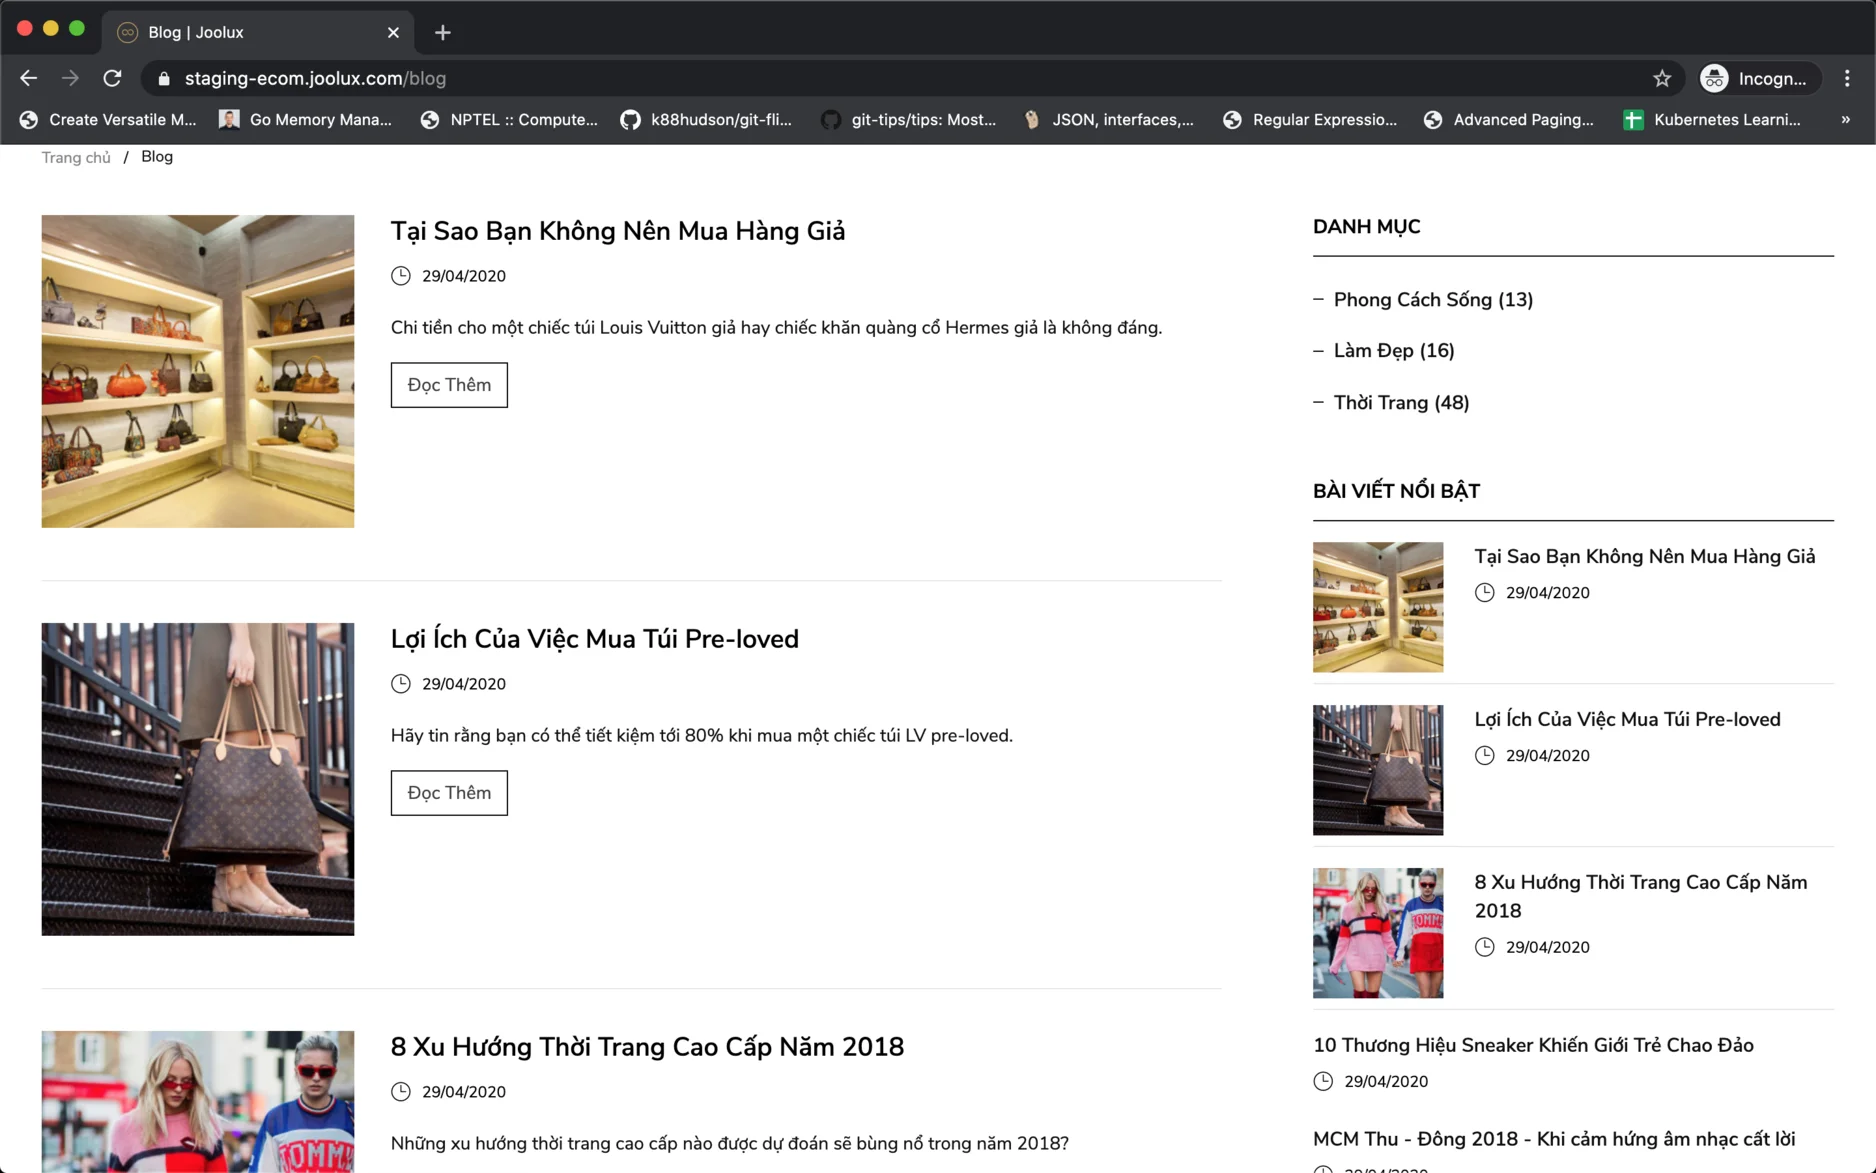 Blog | Joolux
staging-ecom.joolux.com/blog
Incogn...
Create Versatile M...
Go Memory Mana...
NPTEL :: Compute...
k88hudson/git-fli...
git-tips/tips: Most...
JSON, interfaces,...
Regular Expressio...
Advanced Paging...
Kubernetes Learni...
»
Trang chủ / Blog
Tại Sao Bạn Không Nên Mua Hàng Giả
29/04/2020
Chi tiền cho một chiếc túi Louis Vuitton giả hay chiếc khăn quàng cổ Hermes giả là không đáng.
Đọc Thêm
Lợi Ích Của Việc Mua Túi Pre-loved
29/04/2020
Hãy tin rằng bạn có thể tiết kiệm tới 80% khi mua một chiếc túi LV pre-loved.
Đọc Thêm
8 Xu Hướng Thời Trang Cao Cấp Năm 2018
29/04/2020
Những xu hướng thời trang cao cấp nào được dự đoán sẽ bùng nổ trong năm 2018?
TOMM
DANH MỤC
– Phong Cách Sống (13)
– Làm Đẹp (16)
– Thời Trang (48)
BÀI VIẾT NỔI BẬT
Tại Sao Bạn Không Nên Mua Hàng Giả
29/04/2020
Lợi Ích Của Việc Mua Túi Pre-loved
29/04/2020
8 Xu Hướng Thời Trang Cao Cấp Năm
2018
29/04/2020
TOMM
10 Thương Hiệu Sneaker Khiến Giới Trẻ Chao Đảo
29/04/2020
MCM Thu - Đông 2018 - Khi cảm hứng âm nhạc cất lời
29/04/2020